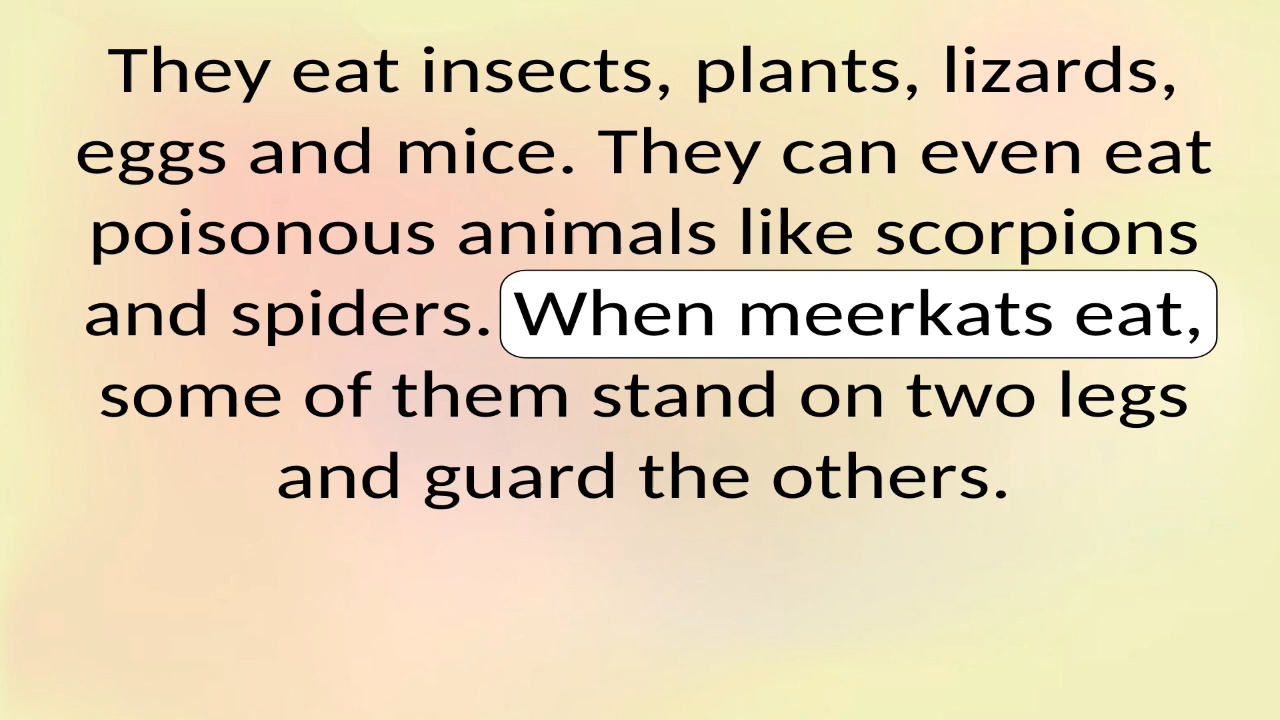 They eat insects, plants, lizards,
eggs and mice. They can even eat
poisonous animals like scorpions
and spiders. When meerkats eat,
some of them stand on two legs
and guard the others.